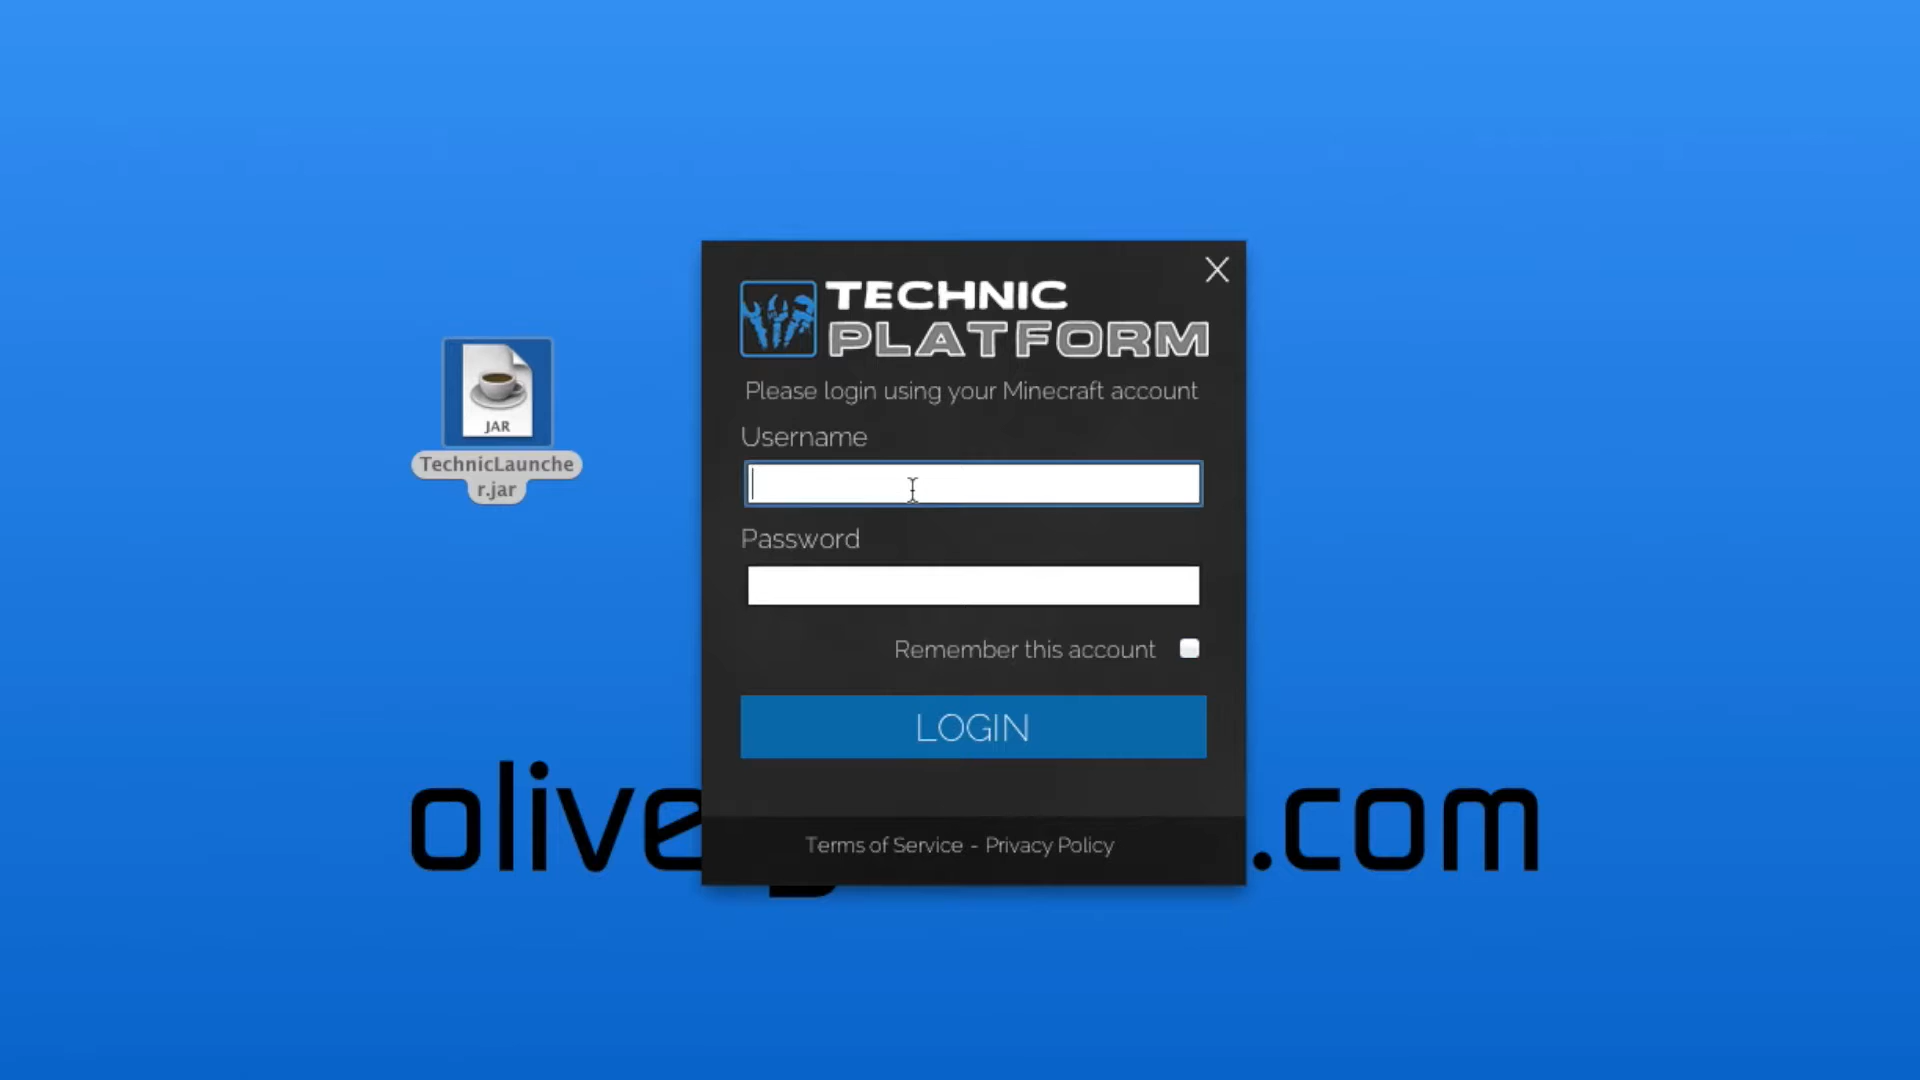 TECHNIC
PLATFORM
Please login using your Minecraft account
Username
Password
Remember this account
LOGIN
Terms of Service - Privacy Policy
JAR
TechnicLaunche
r.jar
.com